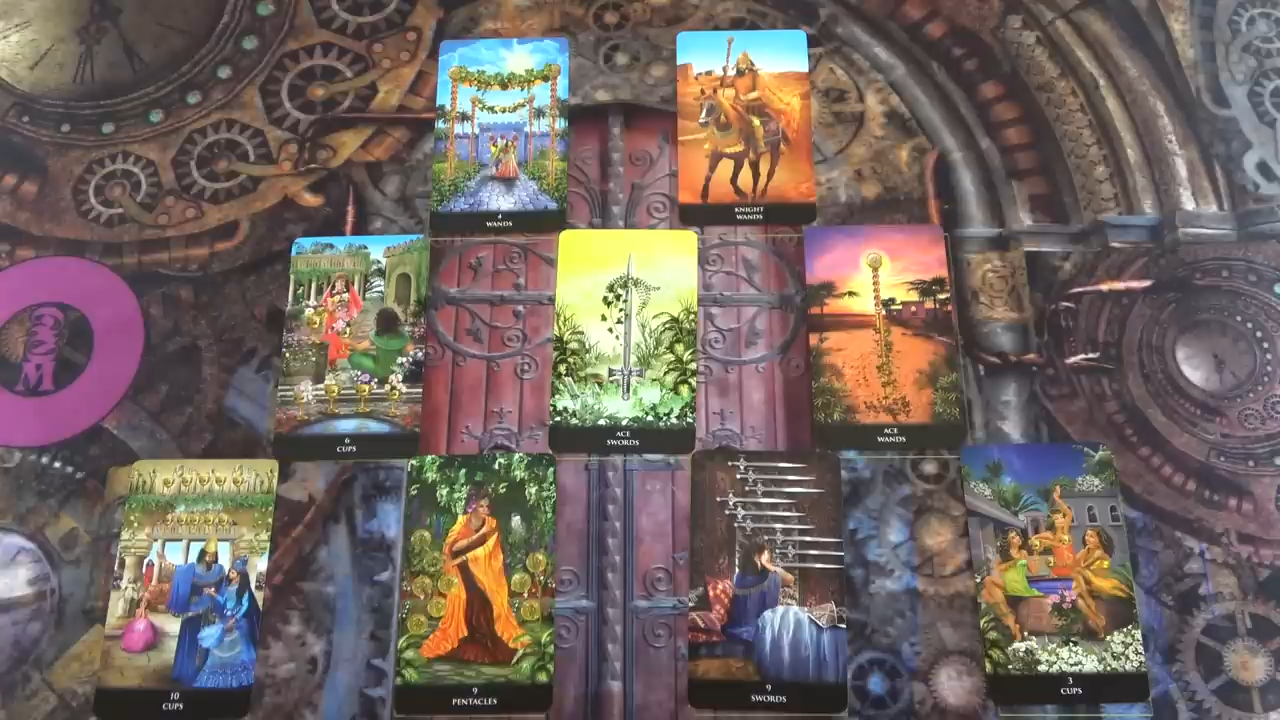 4
WANDS
KNIGHT
WANDS
6
CUPS
ACE
SWORDS
ACE
WANDS
10
CUPS
9
PENTACLES
9
SWORDS
3
CUPS